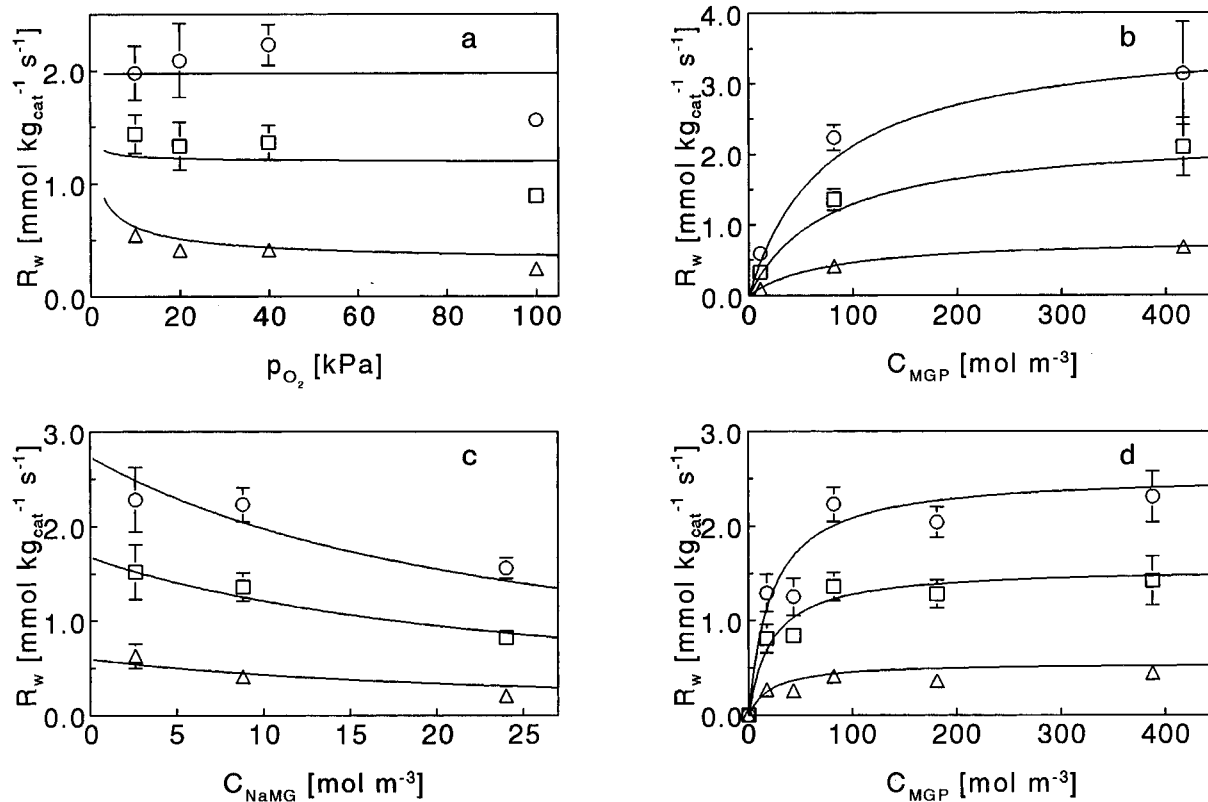 a
R_w [mmol kg_cat^-1 s^-1]
2.0
1.0
0.0
0 20 40 60 80 100
p_O2 [kPa]
b
R_w [mmol kg_cat^-1 s^-1]
4.0
3.0
2.0
1.0
0.0
0 100 200 300 400
C_MGP [mol m^-3]
c
R_w [mmol kg_cat^-1 s^-1]
3.0
2.0
1.0
0.0
0 5 10 15 20 25
C_NaMG [mol m^-3]
d
R_w [mmol kg_cat^-1 s^-1]
3.0
2.0
1.0
0.0
0 100 200 300 400
C_MGP [mol m^-3]